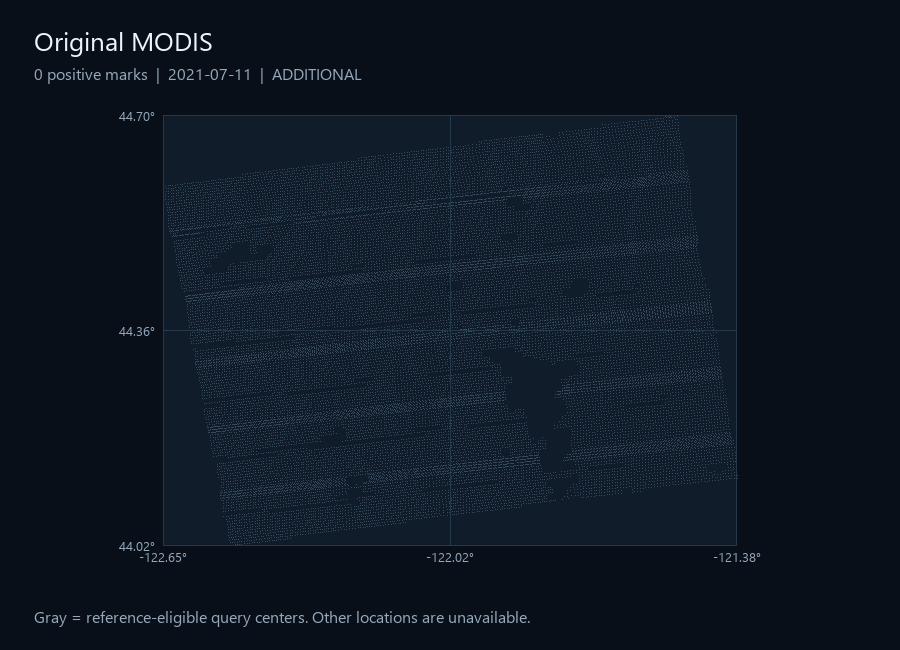 Original MODIS
0 positive marks | 2021-07-11 | ADDITIONAL
44.70°
44.36°
44.02°
-122.65°
-122.02°
-121.38°
Gray = reference-eligible query centers. Other locations are unavailable.